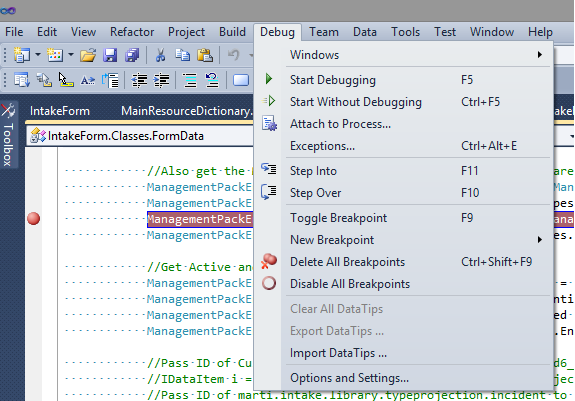 File Edit View Refactor Project Build Debug Team Data Tools Test Window Help
Windows
Start Debugging F5
Start Without Debugging Ctrl+F5
Attach to Process...
Exceptions... Ctrl+Alt+E
Step Into F11
Step Over F10
Toggle Breakpoint F9
New Breakpoint
Delete All Breakpoints Ctrl+Shift+F9
Disable All Breakpoints
Clear All DataTips
Export DataTips ...
Import DataTips ...
Options and Settings...
Toolbox
IntakeForm MainResourceDictionary.
IntakeForm.Classes.FormData
//Also get the
ManagementPackE
ManagementPackE
ManagementPackE
ManagementPackE
//Get Active an
ManagementPackE
ManagementPackE
ManagementPackE
ManagementPackE
//Pass ID of Cu
//IDataItem i =
//Pass ID of marti.intake.library.typeprojection.incident to